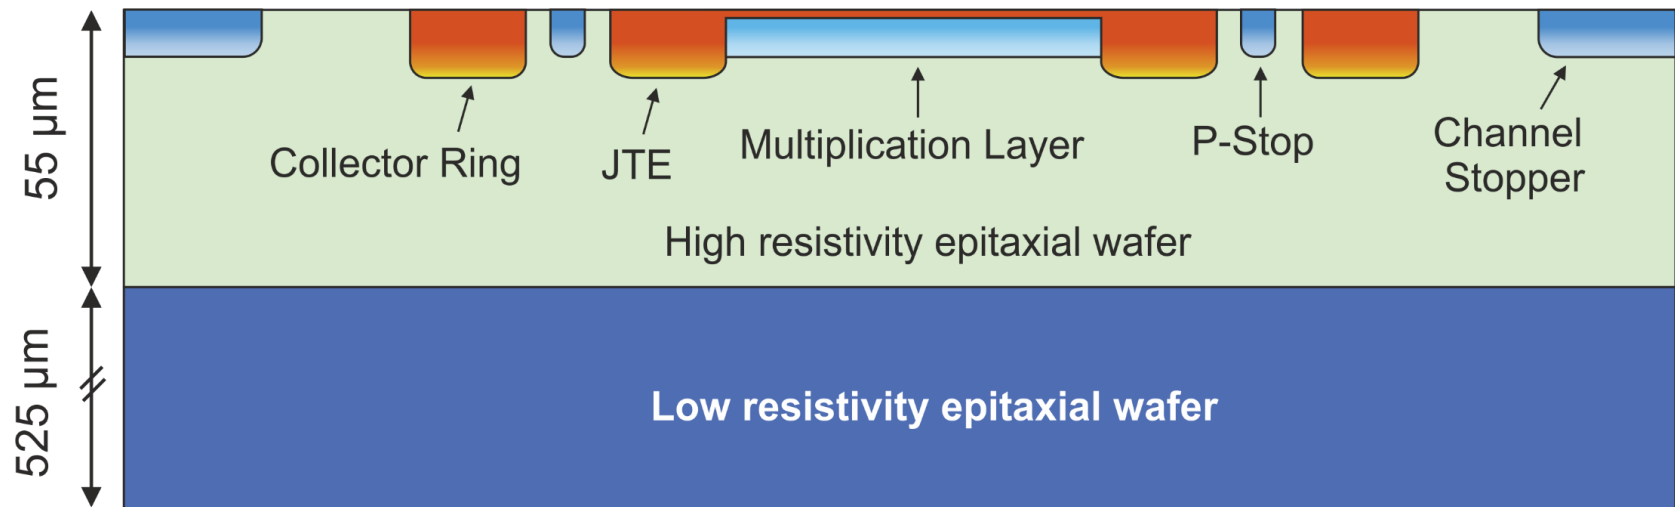 55 µm
Collector Ring
JTE
Multiplication Layer
P-Stop
Channel
Stopper
High resistivity epitaxial wafer
525 µm
Low resistivity epitaxial wafer